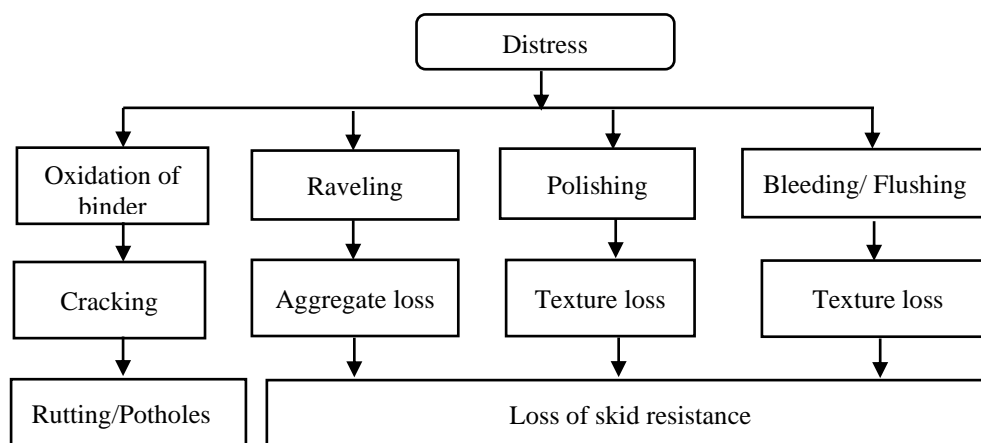 Distress
Oxidation of
binder
Raveling
Polishing
Bleeding/ Flushing
Cracking
Aggregate loss
Texture loss
Texture loss
Rutting/Potholes
Loss of skid resistance